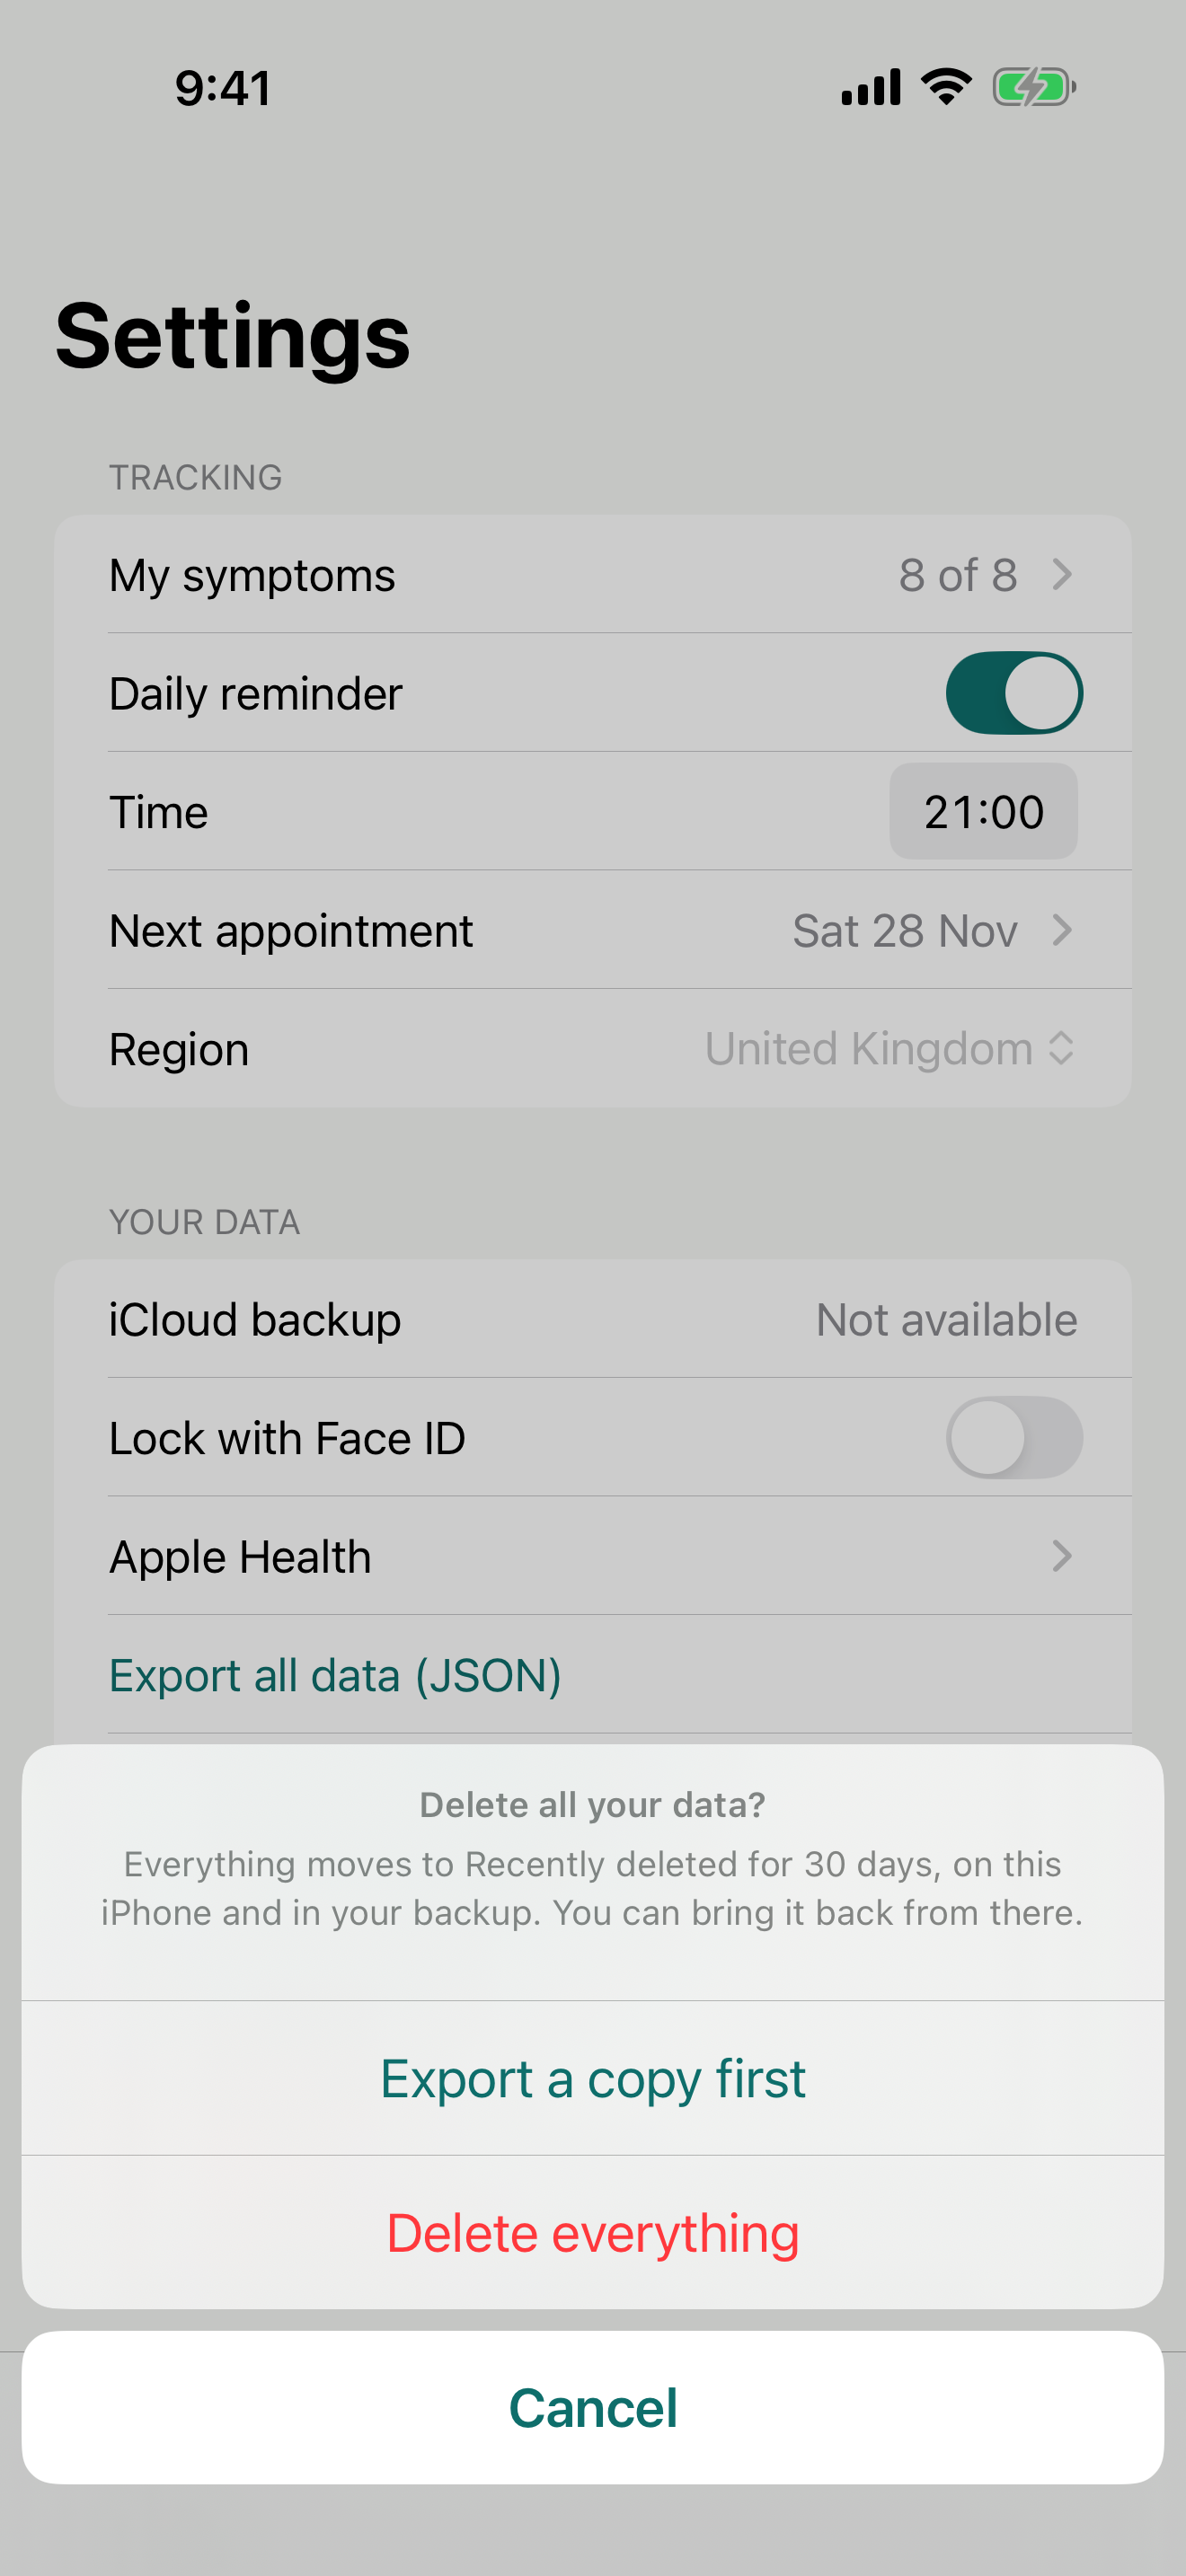 9:41
Settings
TRACKING
My symptoms 8 of 8
Daily reminder
Time 21:00
Next appointment Sat 28 Nov
Region United Kingdom
YOUR DATA
iCloud backup Not available
Lock with Face ID
Apple Health
Export all data (JSON)
Delete all your data?
Everything moves to Recently deleted for 30 days, on this
iPhone and in your backup. You can bring it back from there.
Export a copy first
Delete everything
Cancel